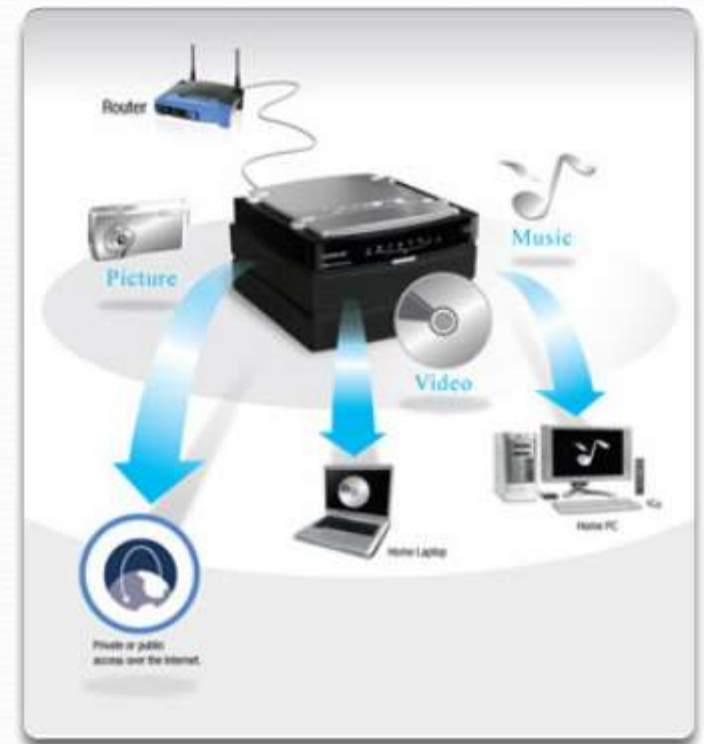 Router
Music
Picture
Video
Home Laptop
Home PC
Private or public
access over the Internet.